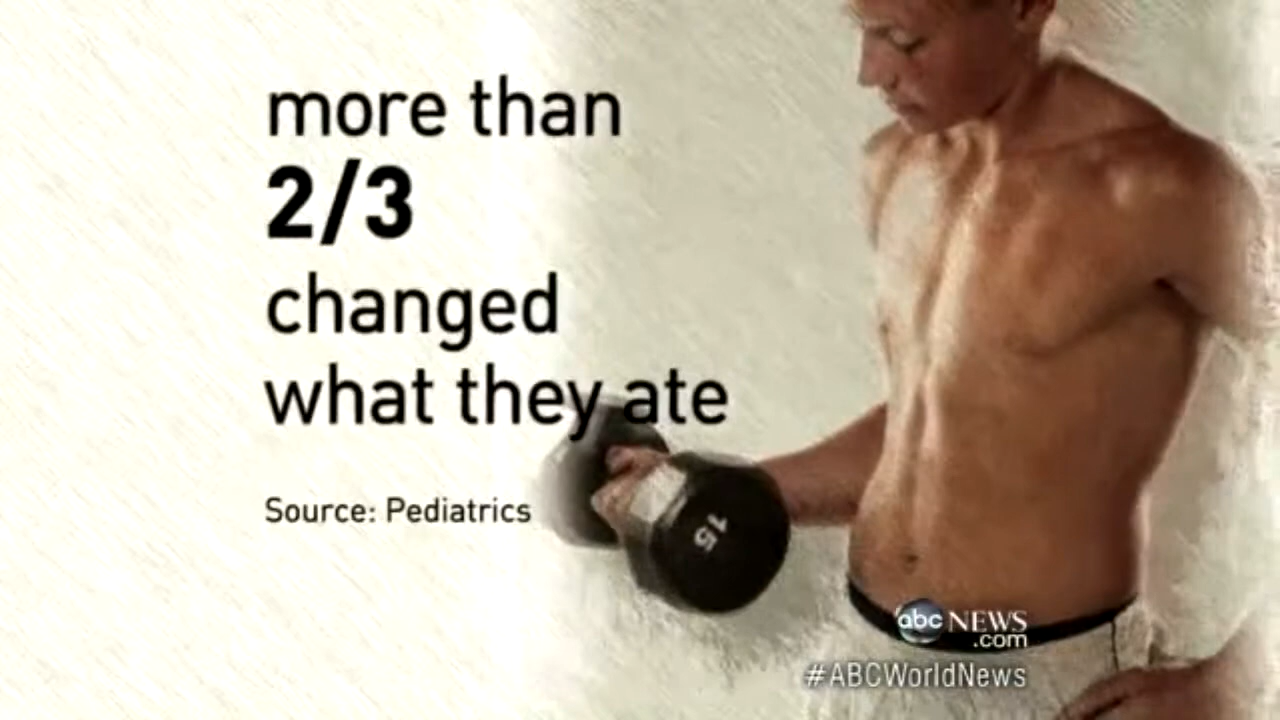 more than
2/3
changed
what they ate
Source: Pediatrics
15
abc NEWS
.com
#ABCWorldNews